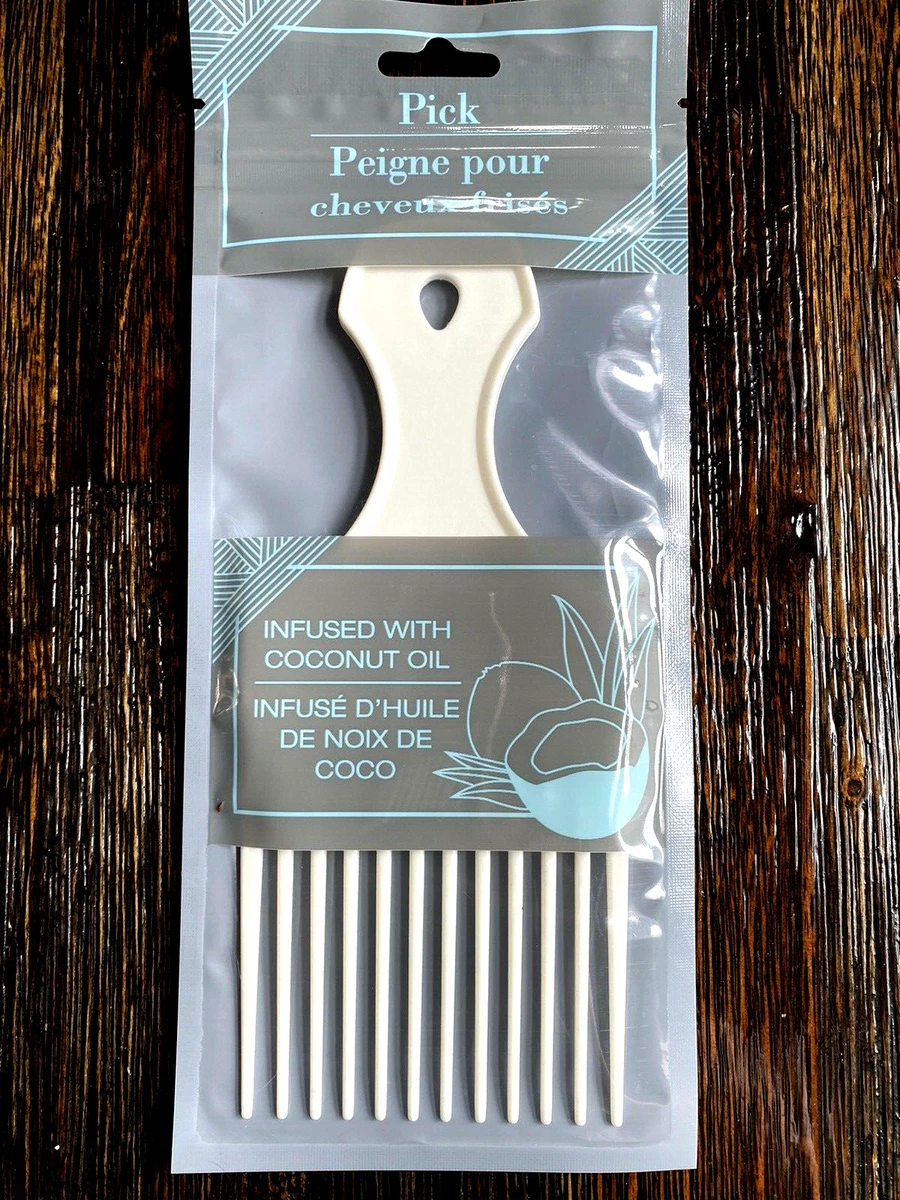 Pick
Peigne pour
cheveux frisés
INFUSED WITH
COCONUT OIL
INFUSÉ D'HUILE
DE NOIX DE
COCO